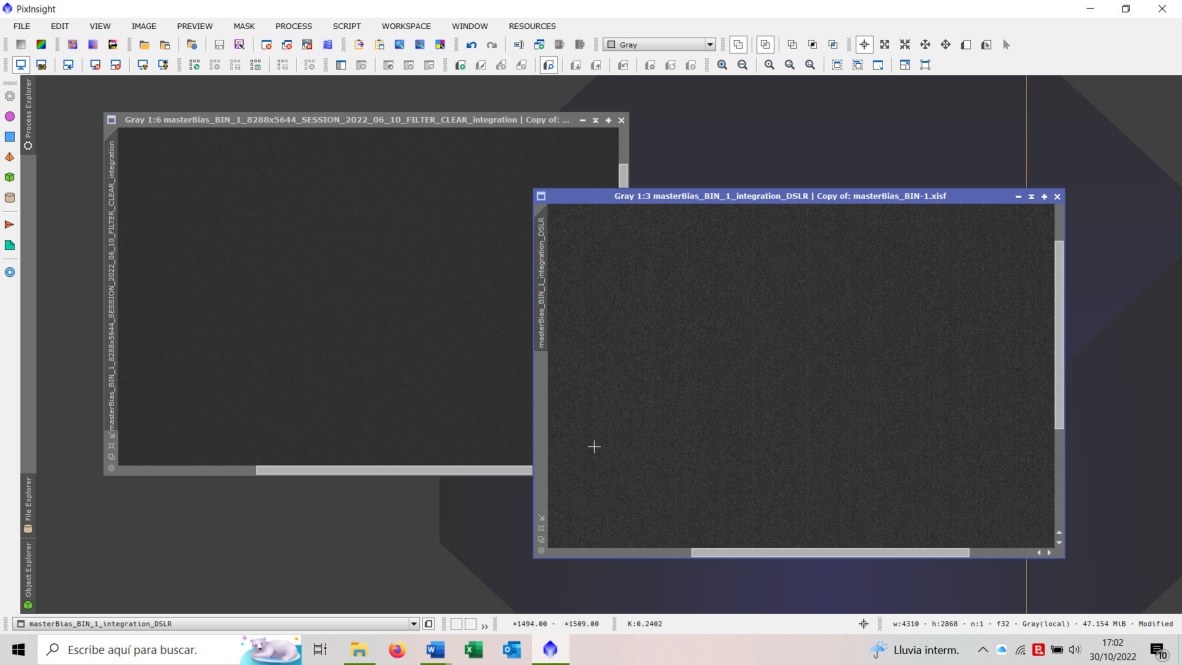 PixInsight
FILE EDIT VIEW IMAGE PREVIEW MASK PROCESS SCRIPT WORKSPACE WINDOW RESOURCES
Gray
Process Explorer
Gray 1:6 masterBias_BIN_1_8288x5644_SESSION_2022_06_10_FILTER_CLEAR_integration | Copy of: ...
masterBias_BIN_1_8288x5644_SESSION_2022_06_10_FILTER_CLEAR_integration
Gray 1:3 masterBias_BIN_1_integration_DSLR | Copy of: masterBias_BIN-1.xisf
masterBias_BIN_1_integration_DSLR
File Explorer
Object Explorer
masterBias_BIN_1_integration_DSLR
+1494.00 · +1509.00
K:0.2402
w:4310 · h:2868 · n:1 · f32 · Gray(local) · 47.154 MiB · Modified
Escribe aquí para buscar.
Lluvia interm.
17:02
30/10/2022
10